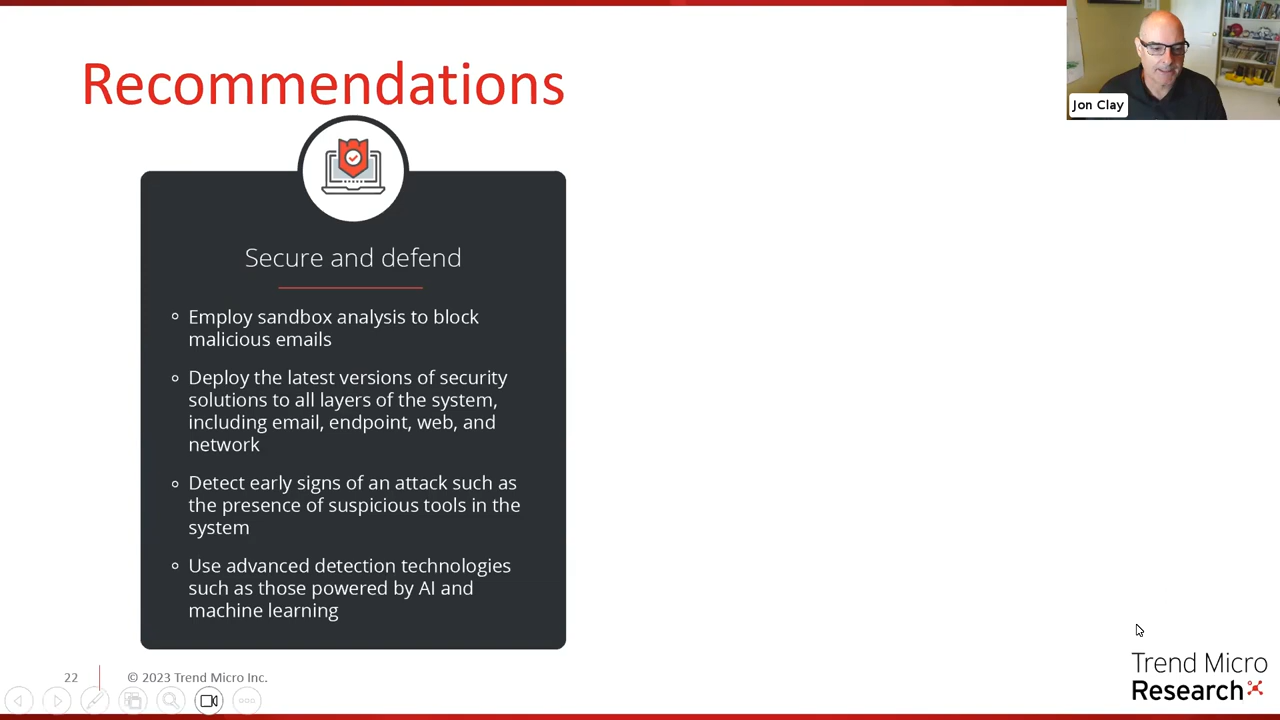 Recommendations
Jon Clay
Secure and defend
Employ sandbox analysis to block
malicious emails
Deploy the latest versions of security
solutions to all layers of the system,
including email, endpoint, web, and
network
Detect early signs of an attack such as
the presence of suspicious tools in the
system
Use advanced detection technologies
such as those powered by AI and
machine learning
22
© 2023 Trend Micro Inc.
Trend Micro
Research